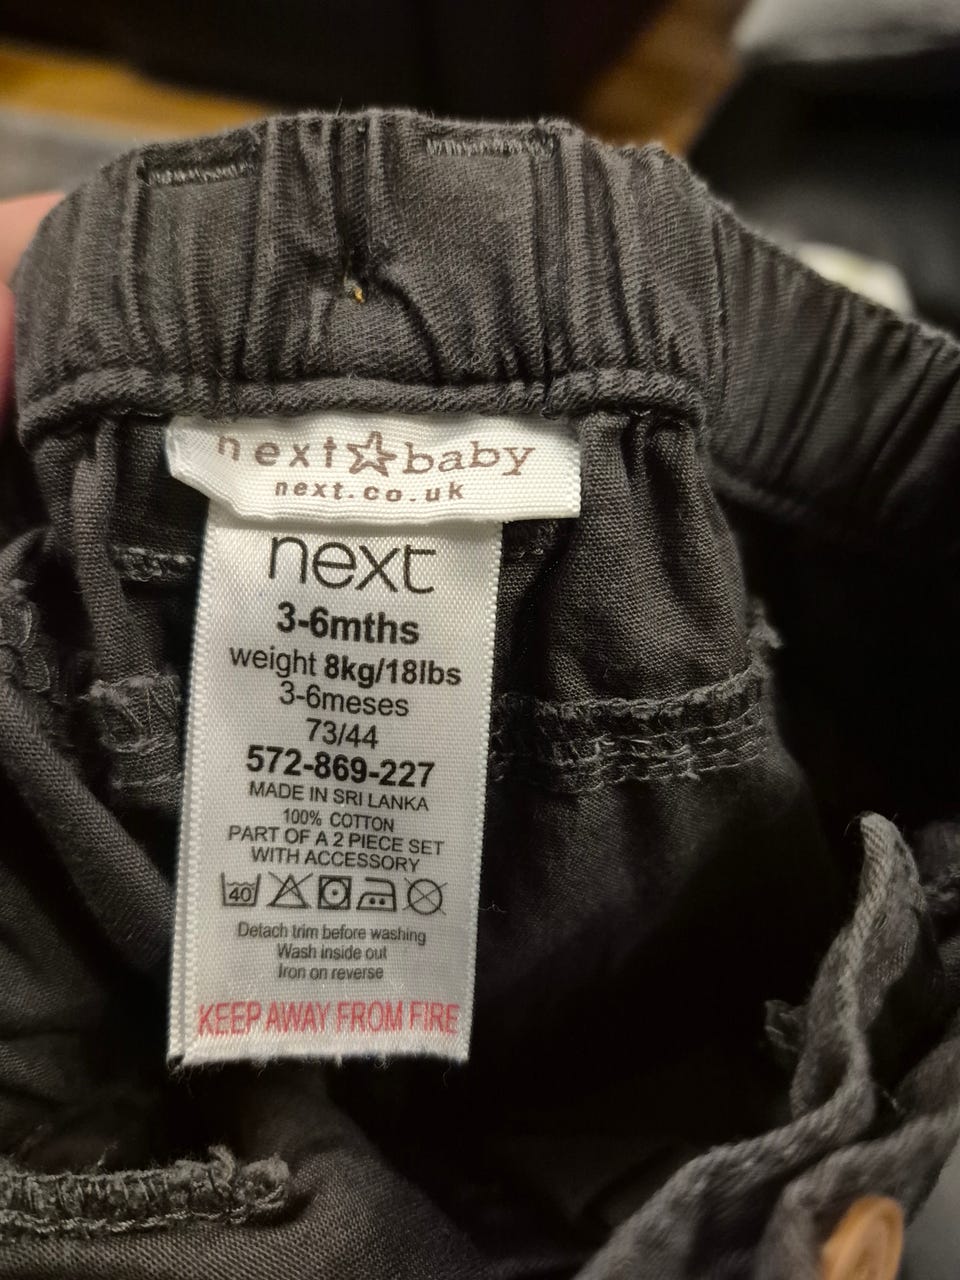 next☆baby
next.co.uk
next
3-6mths
weight 8kg/18lbs
3-6meses
73/44
572-869-227
MADE IN SRI LANKA
100% COTTON
PART OF A 2 PIECE SET
WITH ACCESSORY
40
Detach trim before washing
Wash inside out
Iron on reverse
KEEP AWAY FROM FIRE